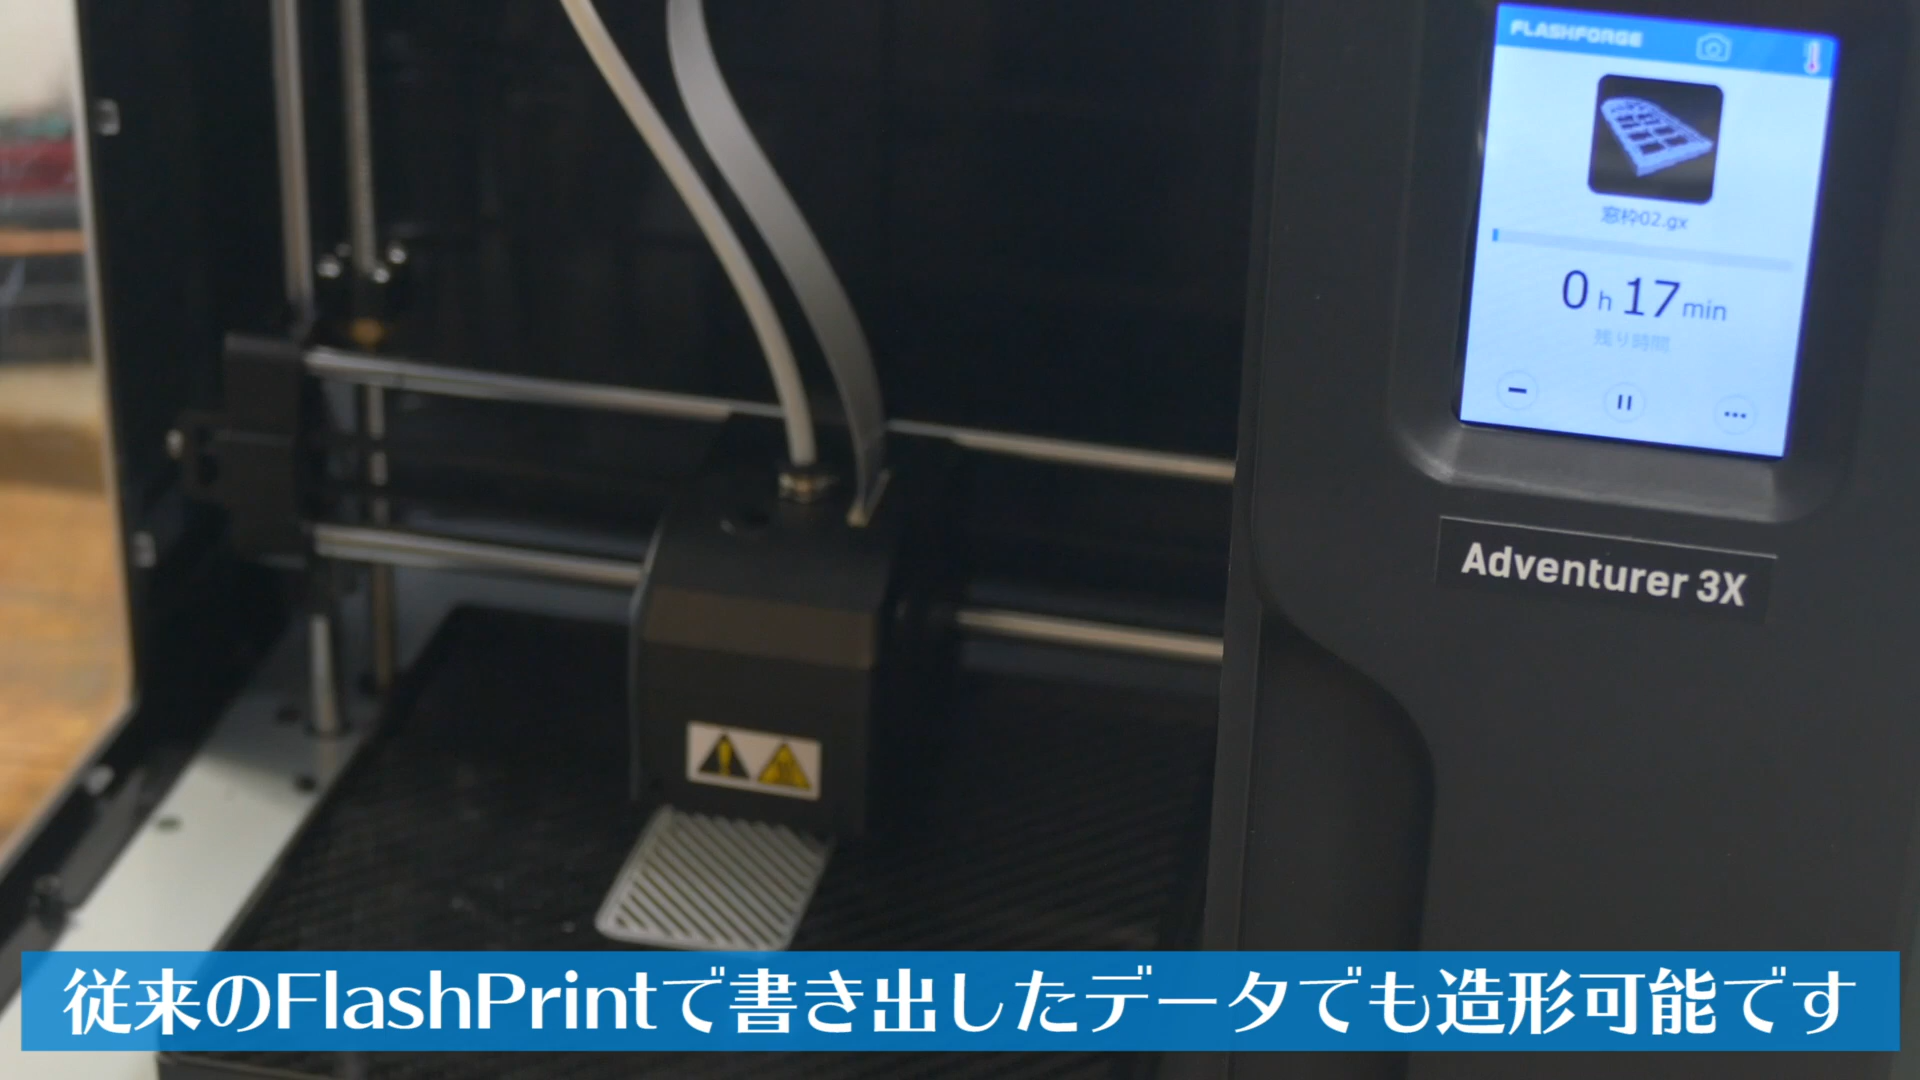 FLASHFORGE
窓枠02.gx
0 h 17 min
残り時間
Adventurer 3X
従来のFlashPrintで書き出したデータでも造形可能です